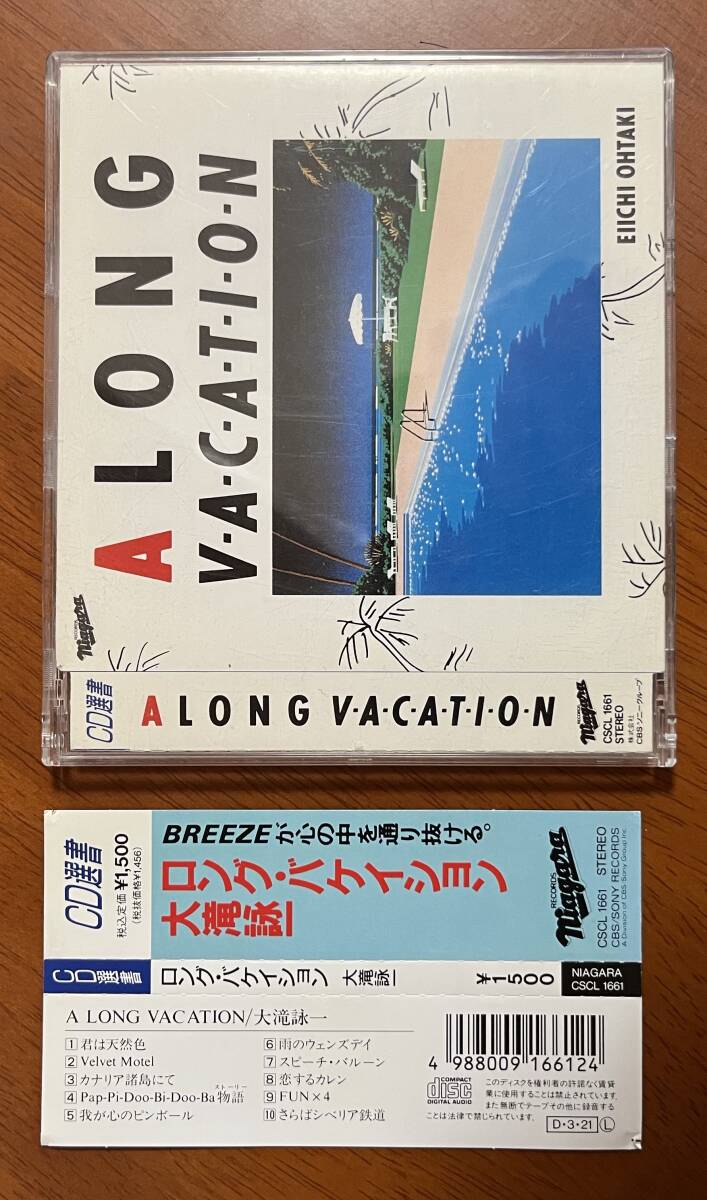 A LONG
V·A·C·A·T·I·O·N
EIICHI OHTAKI
RECORDS
Niagara
CD選書
A LONG V·A·C·A·T·I·O·N
RECORDS
Niagara
CSCL 1661
STEREO
株式会社
CBSソニーグループ
CD選書
税込定価¥1,500
(税抜価格¥1,456)
BREEZEが心の中を通り抜ける。
ロング・バケイション
大滝詠一
RECORDS
Niagara
CSCL 1661 STEREO
CBS/SONY RECORDS
A Division of CBS/Sony Group Inc.
CD選書
ロング・バケイション 大滝詠一
¥1500
NIAGARA
CSCL 1661
A LONG VACATION/大滝詠一
1 君は天然色
2 Velvet Motel
3 カナリア諸島にて
4 Pap-Pi-Doo-Bi-Doo-Ba物語
ストーリー
5 我が心のピンボール
6 雨のウェンズデイ
7 スピーチ・バルーン
8 恋するカレン
9 FUN×4
10 さらばシベリア鉄道
4 988009 166124
COMPACT
disc
DIGITAL AUDIO
このディスクを権利者の許諾なく賃貸
業に使用することは禁止されています。
また無断でテープその他に録音する
ことは法律で禁じられています。
D・3・21 L